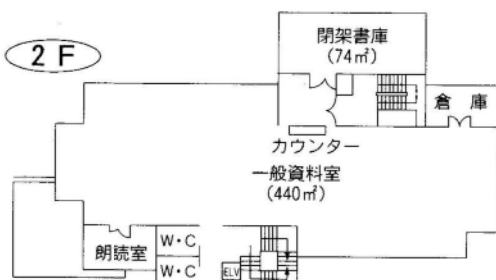 2F
閉架書庫
(74㎡)
倉庫
カウンター
一般資料室
(440㎡)
朗読室
W・C
W・C
ELV